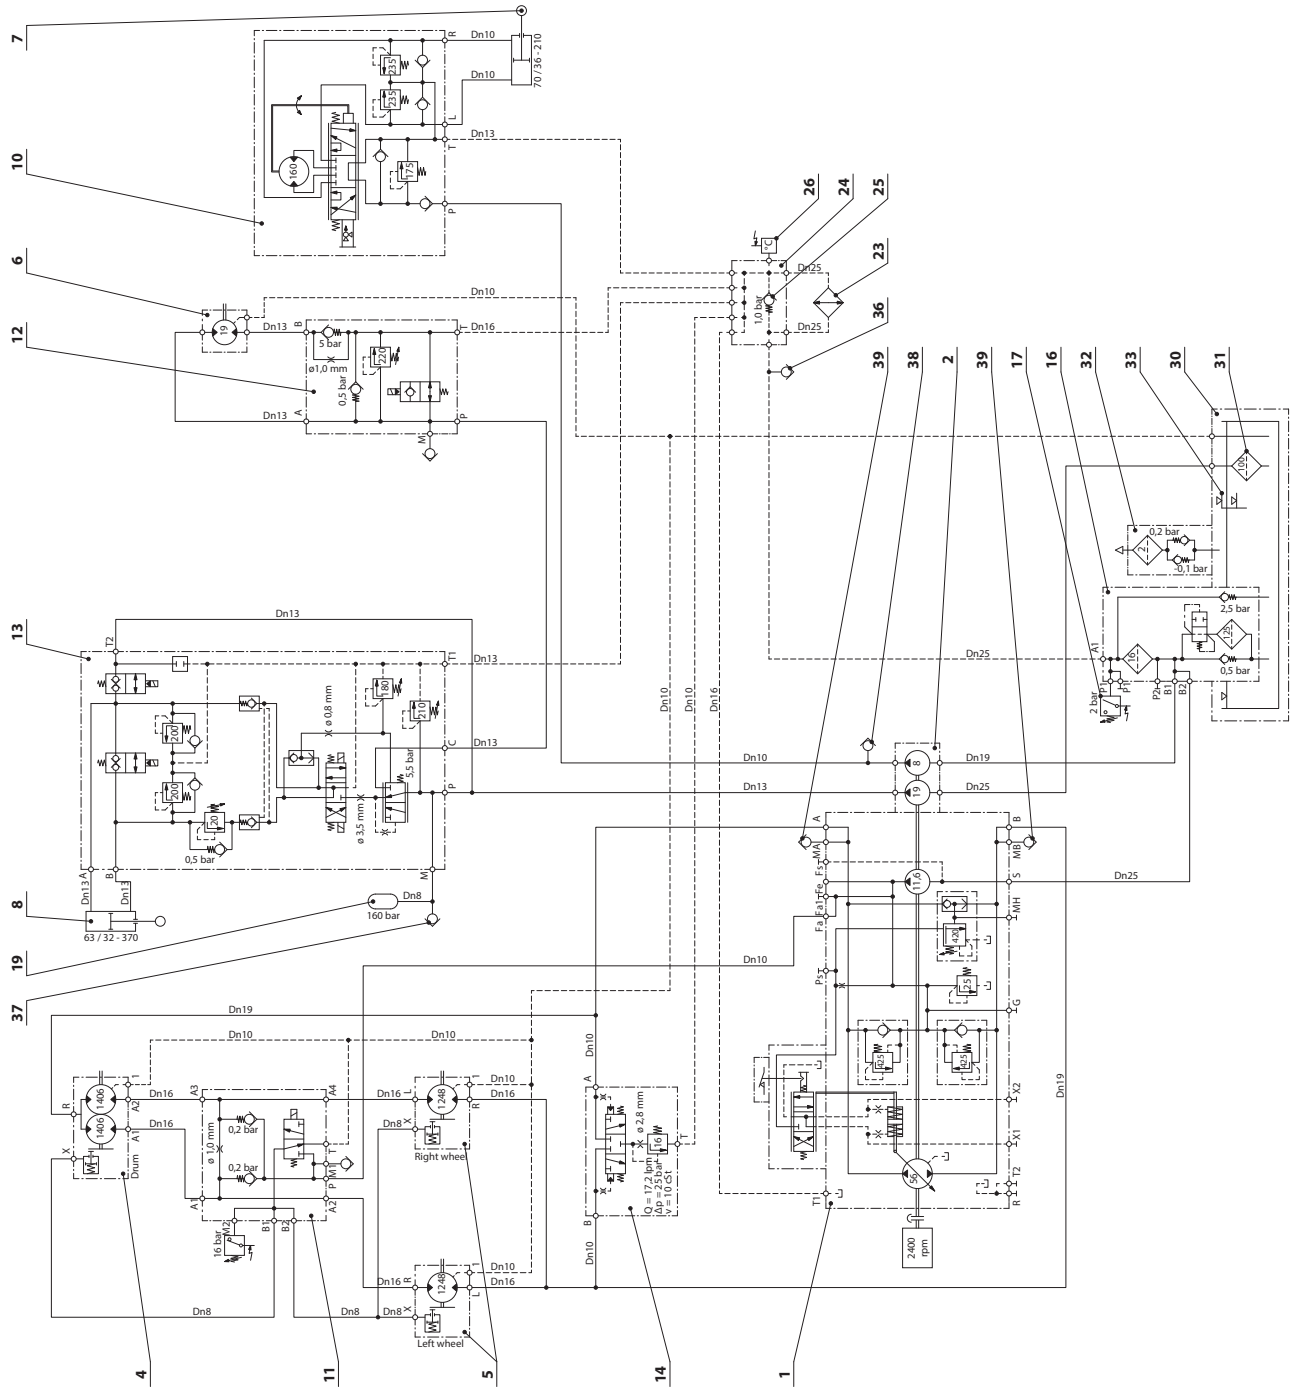 7
R
Dn10
70 / 36 - 210
235
235
Dn10
L
10
160
Dn13
T
175
P
6
26
24
25
°C
Dn25
23
1,0 bar
Dn25
36
Dn10
19
Dn13
B
5 bar
T
Dn16
12
ø1,0 mm
220
0,5 bar
Dn13
A
M
P
39
38
2
39
17
16
32
33
30
31
100
0,2 bar
2
-0,1 bar
2,5 bar
125
0,5 bar
16
A1
P
P1
P2
B1
B2
2 bar
Dn25
13
T2
Dn13
T1
Dn13
180
210
ø 0,8 mm
200
200
120
0,5 bar
5,5 bar
ø 3,5 mm
C
Dn13
P
Dn10
Dn10
Dn16
Dn10
8
Dn19
19
Dn13
Dn25
8
Dn13
A
Dn13
B
63 / 32 - 370
M
Dn8
160 bar
19
37
A
MA
Fs
Fe
Fa1
Fa
Ps
B
MB
S
Dn25
MH
11,6
420
25
G
425
425
X2
X1
T2
R
T1
56
2400
rpm
1
Dn19
Dn10
Dn19
Dn10
Dn10
R
1406
1406
1
A2
A1
X
Drum
Dn16
Dn16
A3
A4
ø 1,0 mm
0,2 bar
0,2 bar
T
M1
P
A2
A1
M2
B1
B2
16 bar
Dn16
L
1248
1
Dn10
Dn16
R
Dn8
X
Right wheel
Dn10
A
ø 2,8 mm
16
T
Q = 17,2 lpm
Δp = 25 bar
v = 10 cSt
B
Dn10
Dn16
R
1248
1
Dn10
Dn16
L
Dn8
Dn8
Dn8
X
Left wheel
4
11
5
14